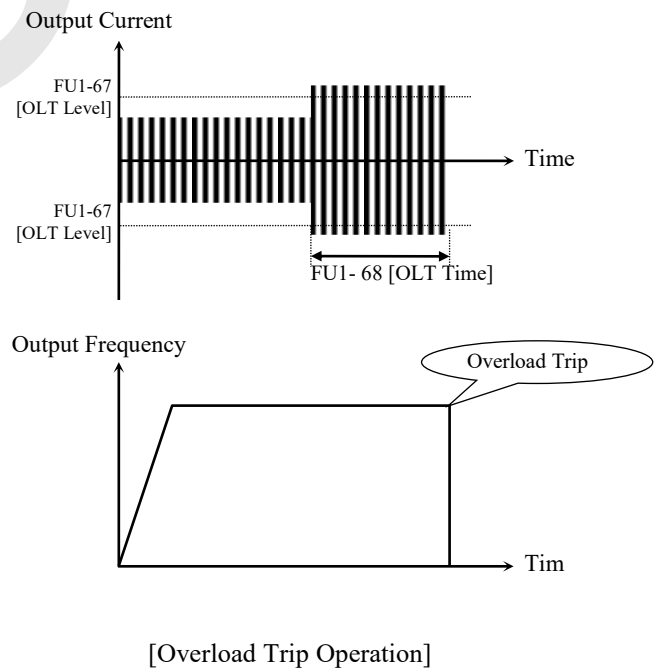 Output Current
FU1-67
[OLT Level]
Time
FU1-67
[OLT Level]
FU1- 68 [OLT Time]
Output Frequency
Overload Trip
Tim
[Overload Trip Operation]